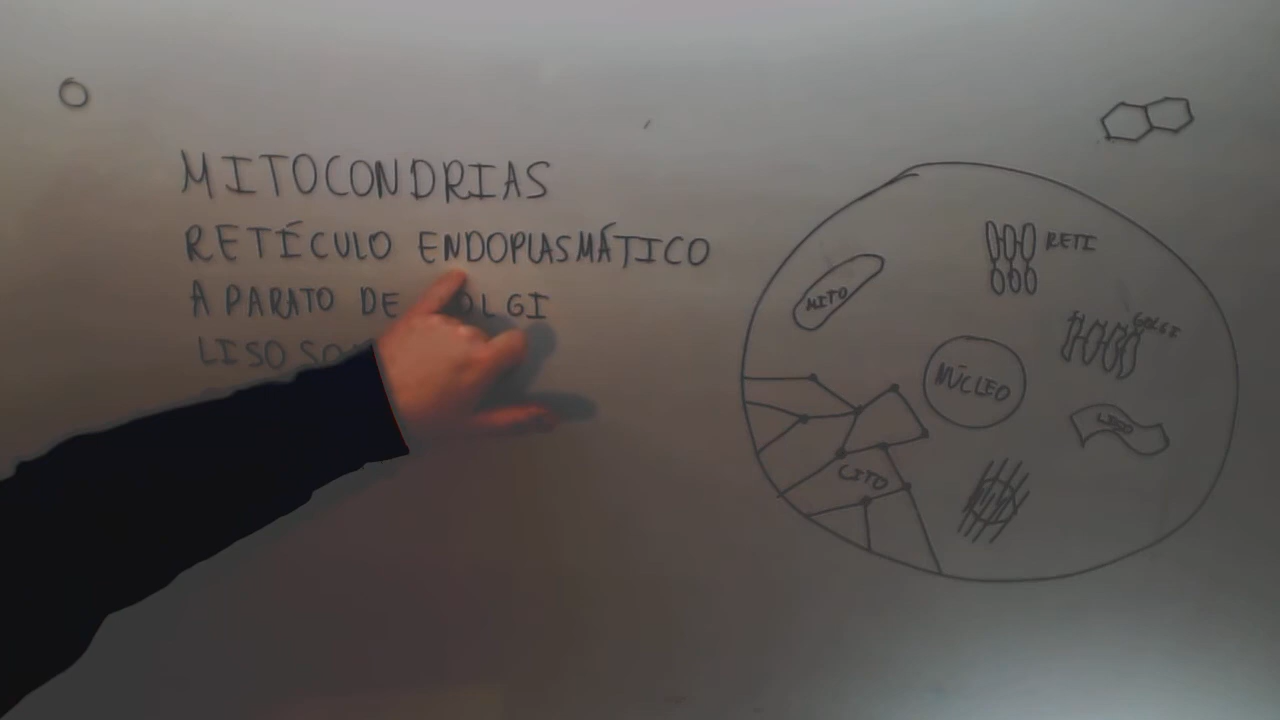 MITOCONDRIAS
RETÍCULO ENDOPLASMÁTICO
APARATO DE
RETI
MITO
GOLGI
NÚCLEO
LISO
CITO